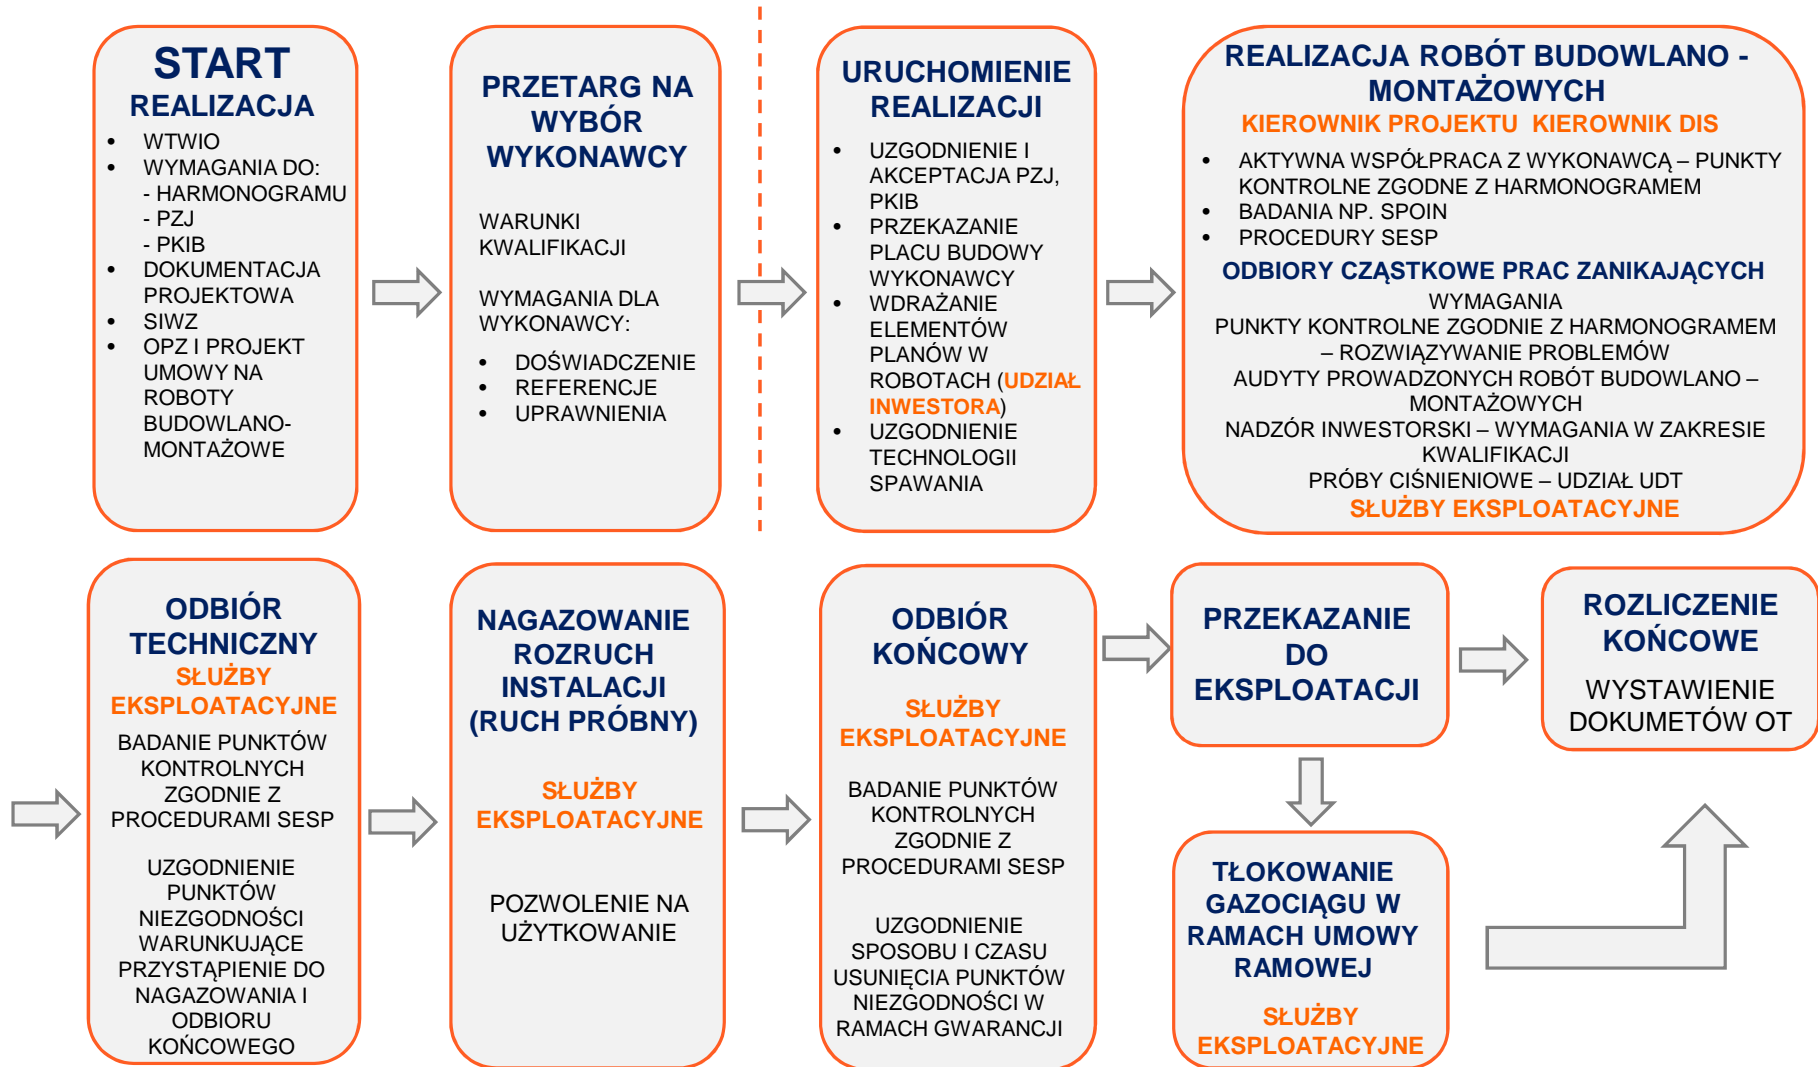 START
REALIZACJA
• WTWIO
• WYMAGANIA DO:
- HARMONOGRAMU
- PZJ
- PKIB
• DOKUMENTACJA
PROJEKTOWA
• SIWZ
• OPZ I PROJEKT
UMOWY NA
ROBOTY
BUDOWLANO-
MONTAŻOWE
PRZETARG NA
WYBÓR
WYKONAWCY
WARUNKI
KWALIFIKACJI
WYMAGANIA DLA
WYKONAWCY:
• DOŚWIADCZENIE
• REFERENCJE
• UPRAWNIENIA
URUCHOMIENIE
REALIZACJI
• UZGODNIENIE I
AKCEPTACJA PZJ,
PKIB
• PRZEKAZANIE
PLACU BUDOWY
WYKONAWCY
• WDRAŻANIE
ELEMENTÓW
PLANÓW W
ROBOTACH (UDZIAŁ
INWESTORA)
• UZGODNIENIE
TECHNOLOGII
SPAWANIA
REALIZACJA ROBÓT BUDOWLANO -
MONTAŻOWYCH
KIEROWNIK PROJEKTU KIEROWNIK DIS
• AKTYWNA WSPÓŁPRACA Z WYKONAWCĄ – PUNKTY
KONTROLNE ZGODNE Z HARMONOGRAMEM
• BADANIA NP. SPOIN
• PROCEDURY SESP
ODBIORY CZĄSTKOWE PRAC ZANIKAJĄCYCH
WYMAGANIA
PUNKTY KONTROLNE ZGODNIE Z HARMONOGRAMEM
– ROZWIĄZYWANIE PROBLEMÓW
AUDYTY PROWADZONYCH ROBÓT BUDOWLANO –
MONTAŻOWYCH
NADZÓR INWESTORSKI – WYMAGANIA W ZAKRESIE
KWALIFIKACJI
PRÓBY CIŚNIENIOWE – UDZIAŁ UDT
SŁUŻBY EKSPLOATACYJNE
ODBIÓR
TECHNICZNY
SŁUŻBY
EKSPLOATACYJNE
BADANIE PUNKTÓW
KONTROLNYCH
ZGODNIE Z
PROCEDURAMI SESP
UZGODNIENIE
PUNKTÓW
NIEZGODNOŚCI
WARUNKUJĄCE
PRZYSTĄPIENIE DO
NAGAZOWANIA I
ODBIORU
KOŃCOWEGO
NAGAZOWANIE
ROZRUCH
INSTALACJI
(RUCH PRÓBNY)
SŁUŻBY
EKSPLOATACYJNE
POZWOLENIE NA
UŻYTKOWANIE
ODBIÓR
KOŃCOWY
SŁUŻBY
EKSPLOATACYJNE
BADANIE PUNKTÓW
KONTROLNYCH
ZGODNIE Z
PROCEDURAMI SESP
UZGODNIENIE
SPOSOBU I CZASU
USUNIĘCIA PUNKTÓW
NIEZGODNOŚCI W
RAMACH GWARANCJI
PRZEKAZANIE
DO
EKSPLOATACJI
TŁOKOWANIE
GAZOCIĄGU W
RAMACH UMOWY
RAMOWEJ
SŁUŻBY
EKSPLOATACYJNE
ROZLICZENIE
KOŃCOWE
WYSTAWIENIE
DOKUMETÓW OT